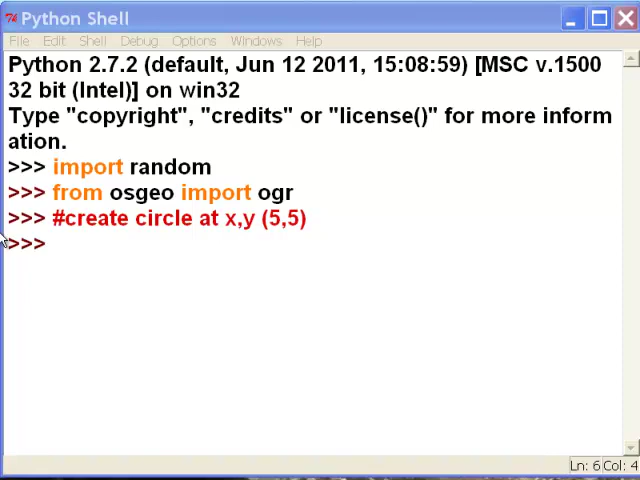 Python Shell
File Edit Shell Debug Options Windows Help
Python 2.7.2 (default, Jun 12 2011, 15:08:59) [MSC v.1500
32 bit (Intel)] on win32
Type "copyright", "credits" or "license()" for more inform
ation.
>>> import random
>>> from osgeo import ogr
>>> #create circle at x,y (5,5)
>>>
Ln: 6 Col: 4